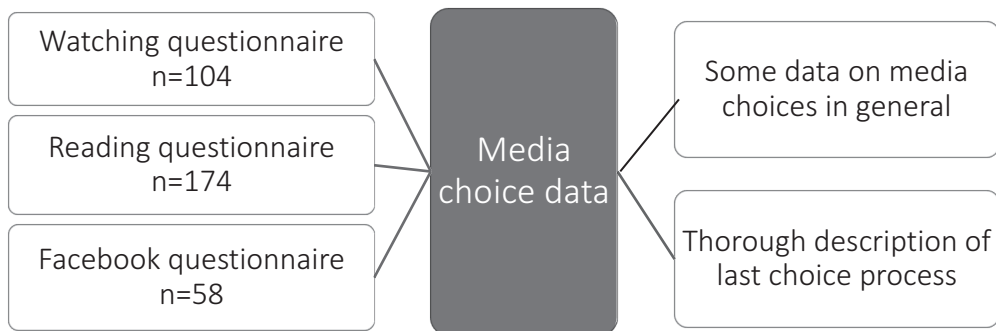 Watching questionnaire
n=104
Reading questionnaire
n=174
Facebook questionnaire
n=58
Media
choice data
Some data on media
choices in general
Thorough description of
last choice process